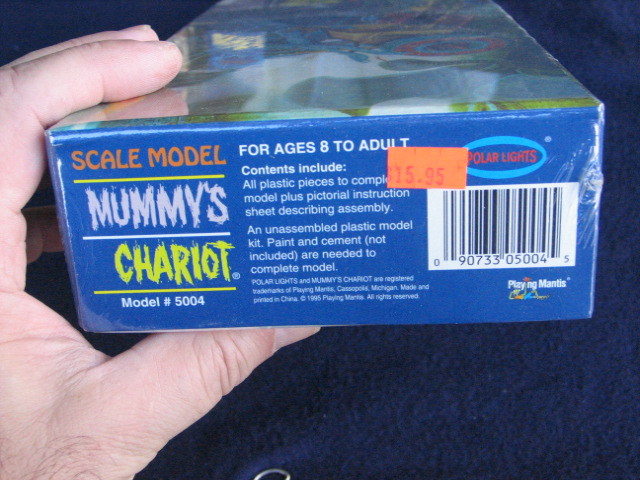 SCALE MODEL
MUMMY'S
CHARIOT®
Model # 5004
FOR AGES 8 TO ADULT
Contents include:
All plastic pieces to comple
model plus pictorial instruction
sheet describing assembly.
An unassembled plastic model
kit. Paint and cement (not
included) are needed to
complete model.
POLAR LIGHTS and MUMMY'S CHARIOT are registered
trademarks of Playing Mantis, Cassopolis, Michigan. Made and
printed in China. © 1995 Playing Mantis. All rights reserved.
15.95
POLAR LIGHTS®
0 90733 05004 5
Playing Mantis